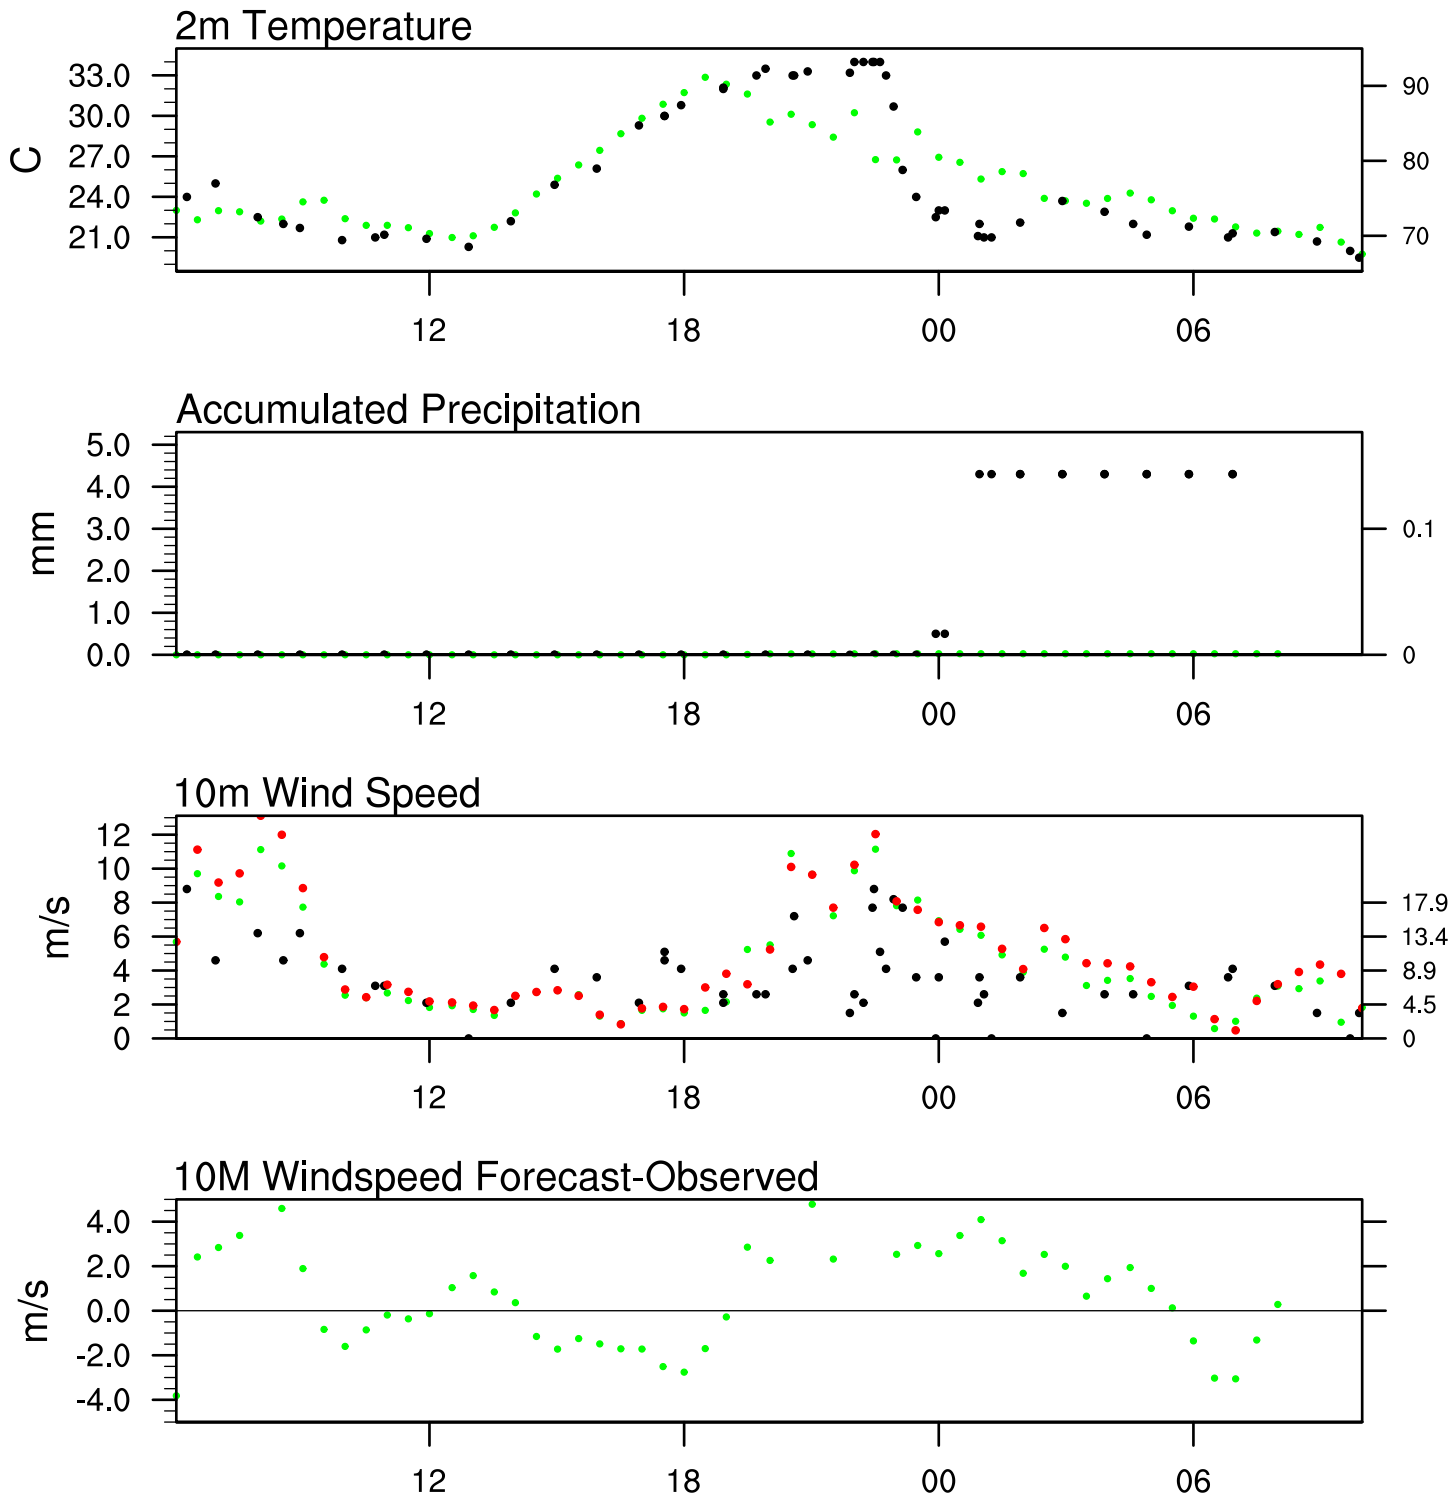 2m Temperature
33.0
30.0
27.0
24.0
21.0
C
90
80
70
12 18 00 06
Accumulated Precipitation
5.0
4.0
3.0
2.0
1.0
0.0
mm
0.1
0
12 18 00 06
10m Wind Speed
12
10
8
6
4
2
0
m/s
17.9
13.4
8.9
4.5
0
12 18 00 06
10M Windspeed Forecast-Observed
4.0
2.0
0.0
-2.0
-4.0
m/s
12 18 00 06